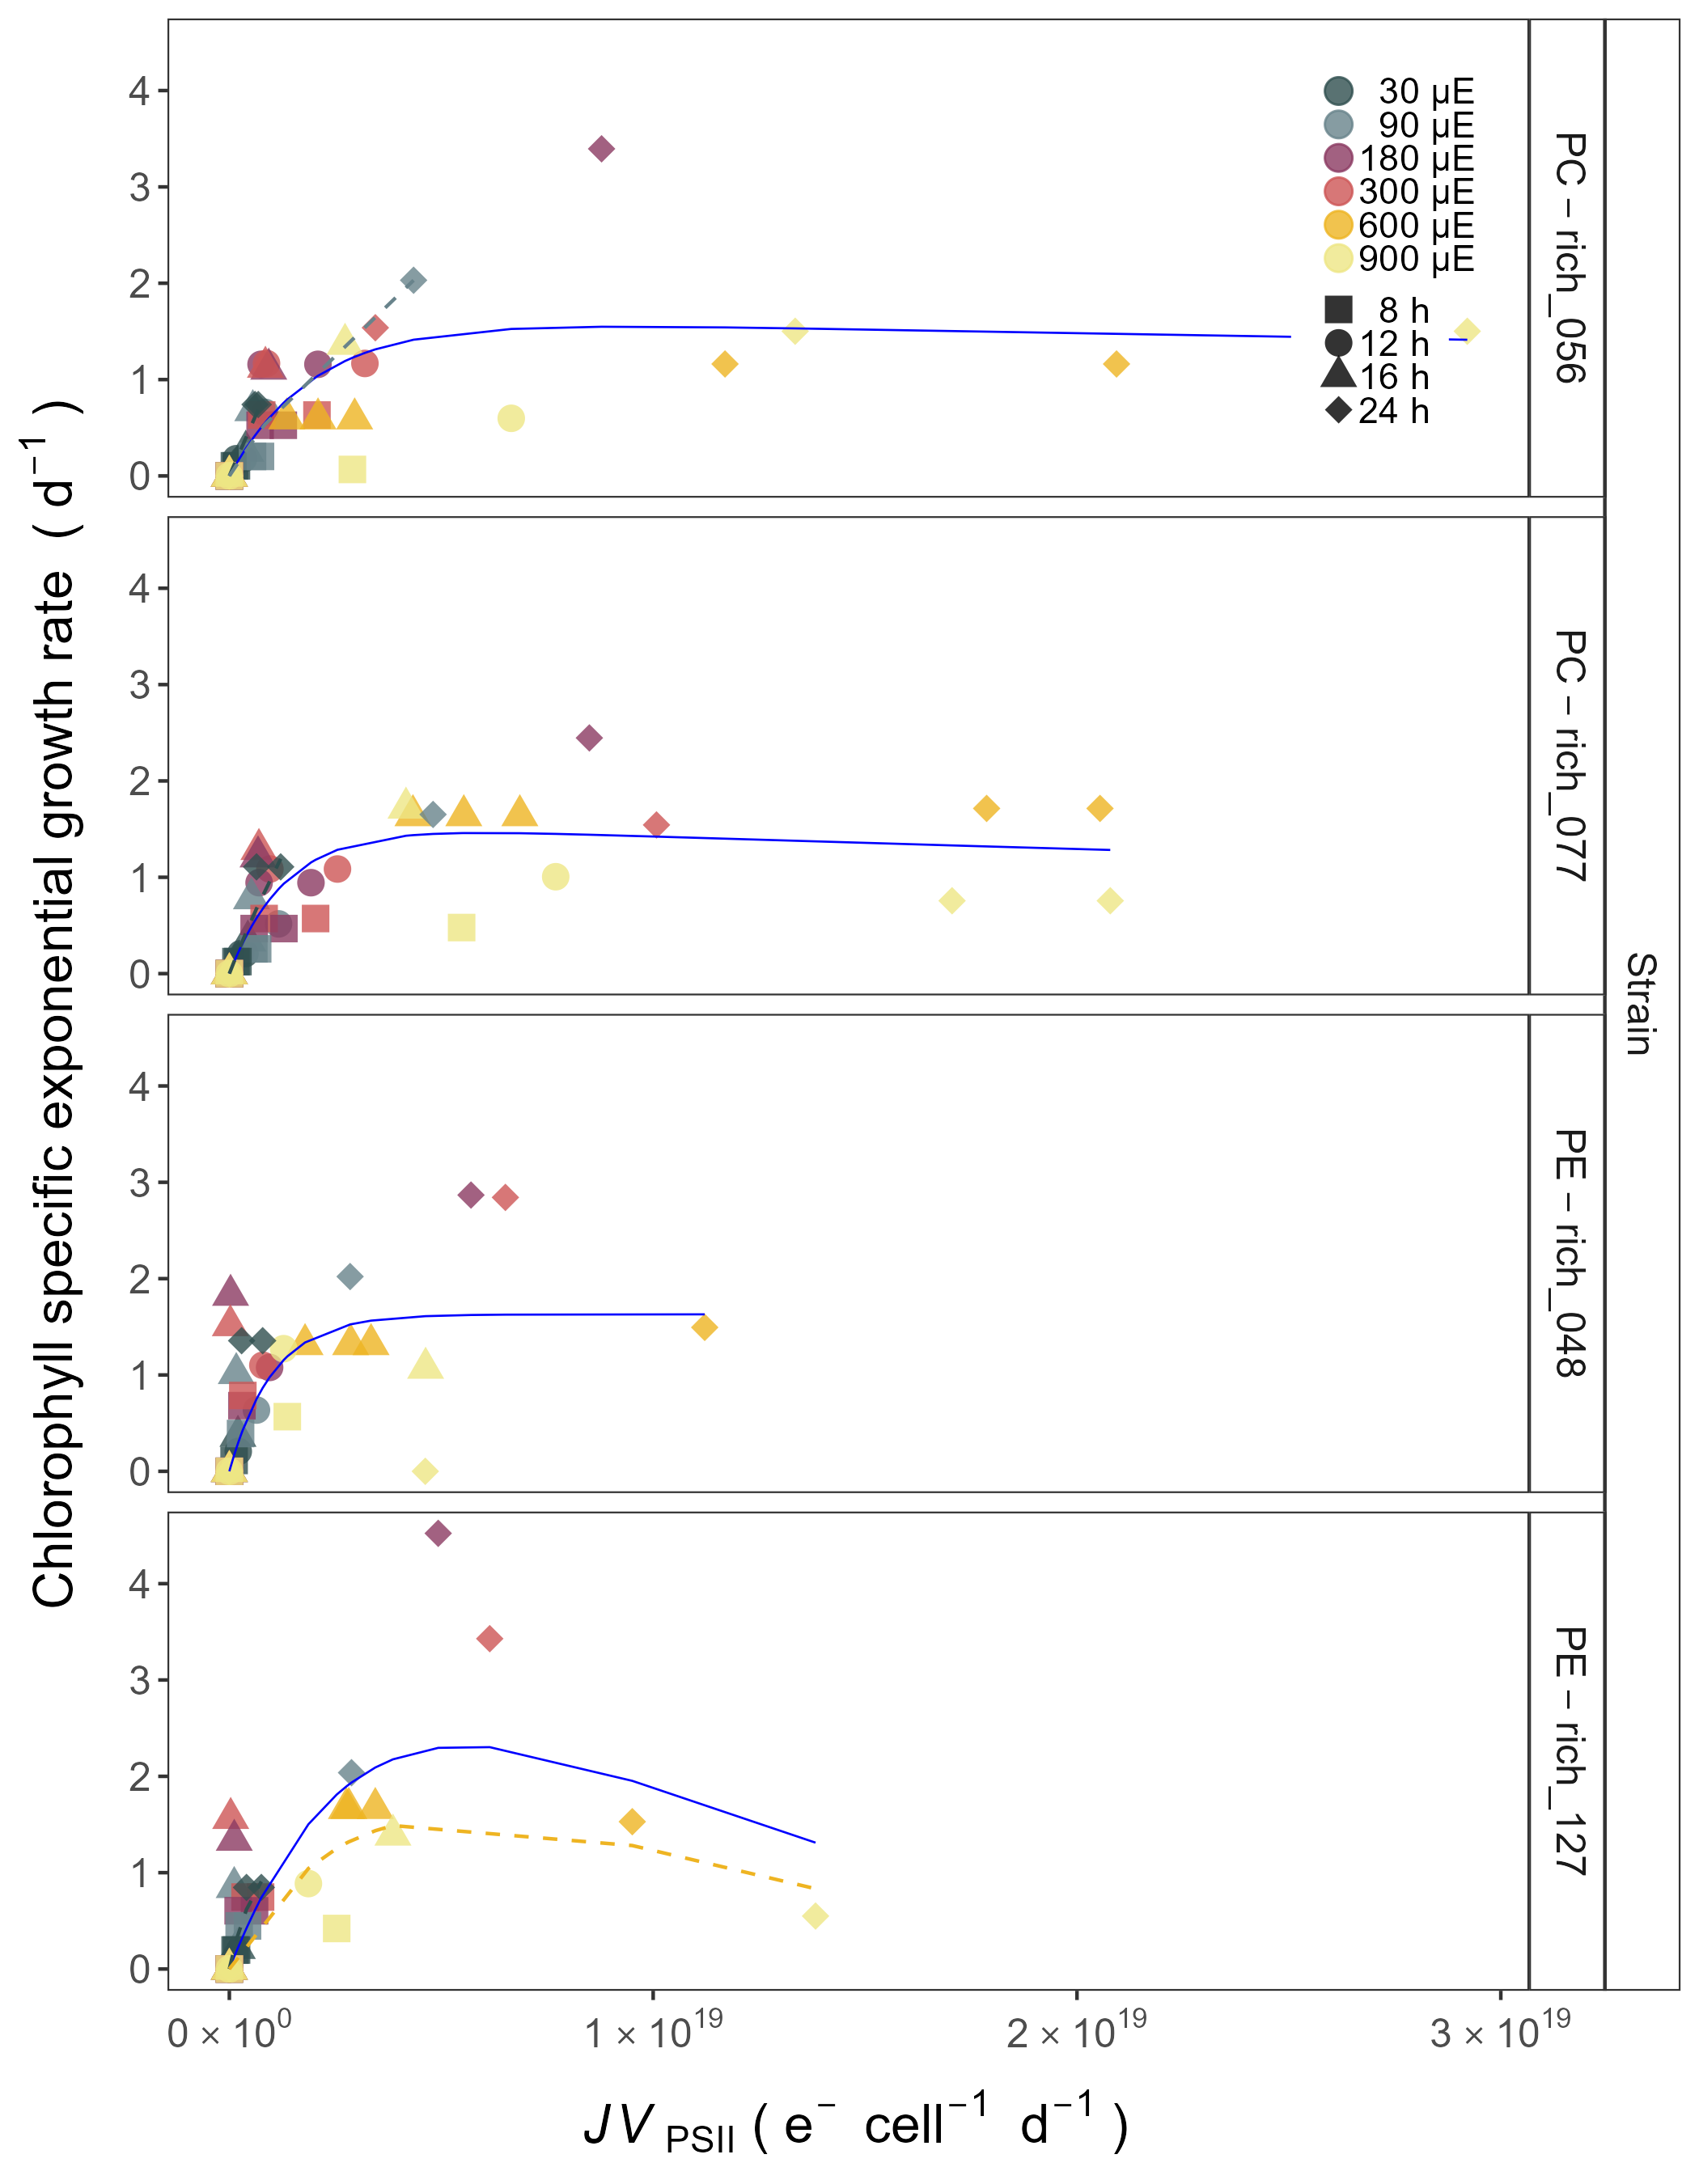 Chlorophyll specific exponential growth rate ( d⁻¹ )
4
3
2
1
0
30 µE
90 µE
180 µE
300 µE
600 µE
900 µE
8 h
12 h
16 h
24 h
PC − rich_056
4
3
2
1
0
PC − rich_077
4
3
2
1
0
PE − rich_048
4
3
2
1
0
PE − rich_127
Strain
0 × 10⁰
1 × 10¹⁹
2 × 10¹⁹
3 × 10¹⁹
JV PSII ( e⁻ cell⁻¹ d⁻¹ )